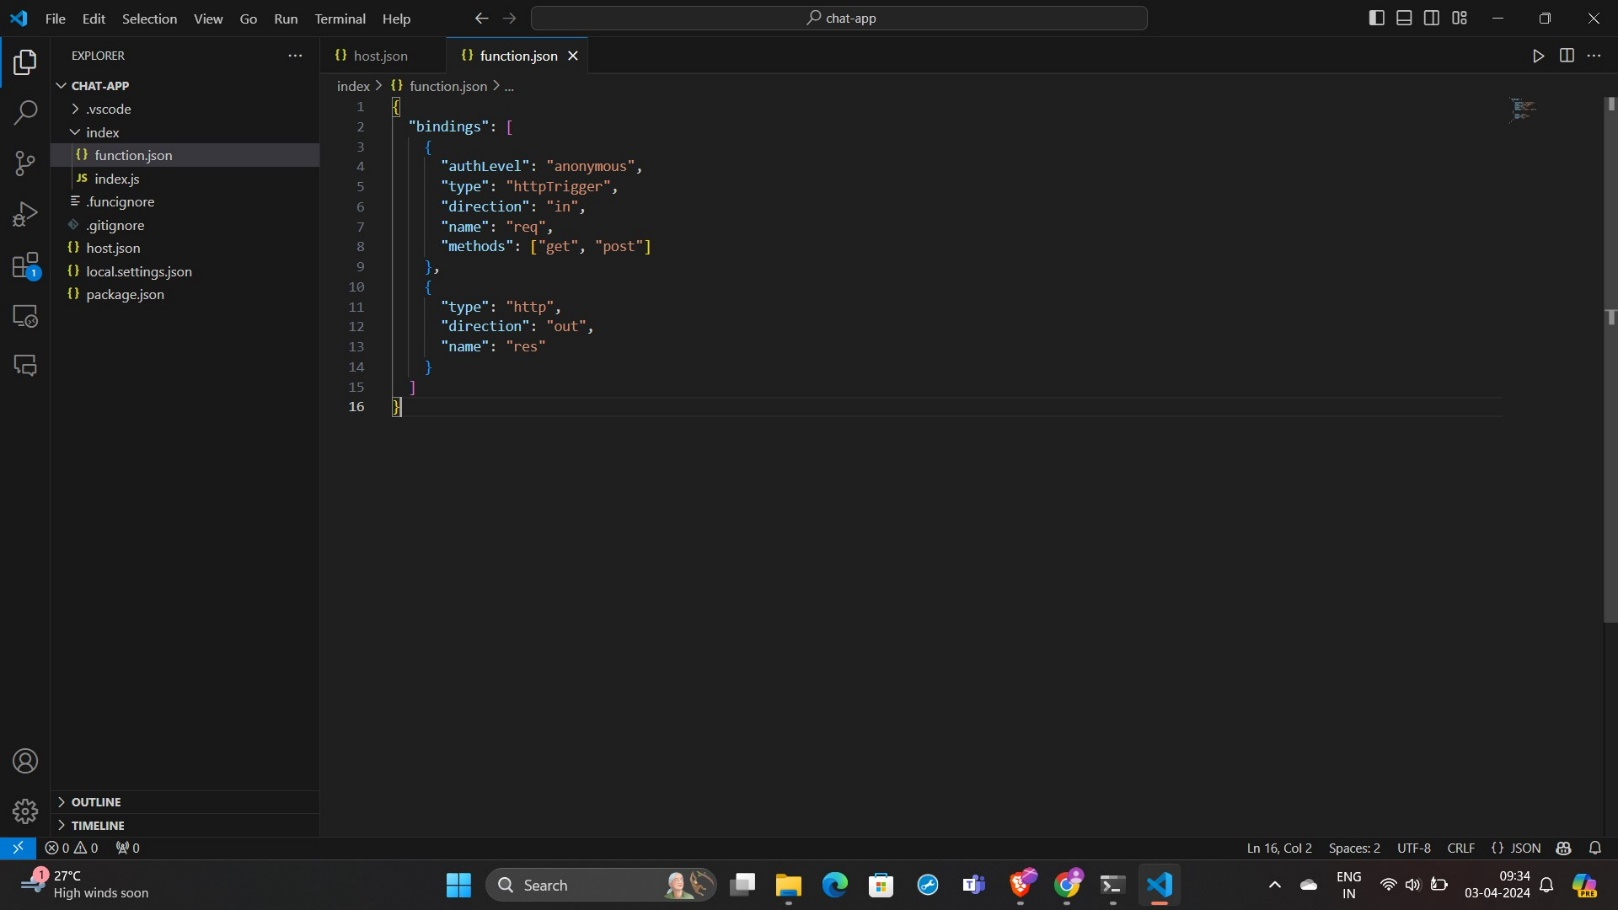 File Edit Selection View Go Run Terminal Help
chat-app
EXPLORER
CHAT-APP
.vscode
index
{} function.json
JS index.js
.funcignore
.gitignore
{} host.json
{} local.settings.json
{} package.json
OUTLINE
TIMELINE
1
{} host.json {} function.json
index > {} function.json > ...
1 {
2 "bindings": [
3 {
4 "authLevel": "anonymous",
5 "type": "httpTrigger",
6 "direction": "in",
7 "name": "req",
8 "methods": ["get", "post"]
9 },
10 {
11 "type": "http",
12 "direction": "out",
13 "name": "res"
14 }
15 ]
16 }
0 0 0
Ln 16, Col 2 Spaces: 2 UTF-8 CRLF {} JSON
1
27°C
High winds soon
Search
ENG
IN
09:34
03-04-2024
PRE